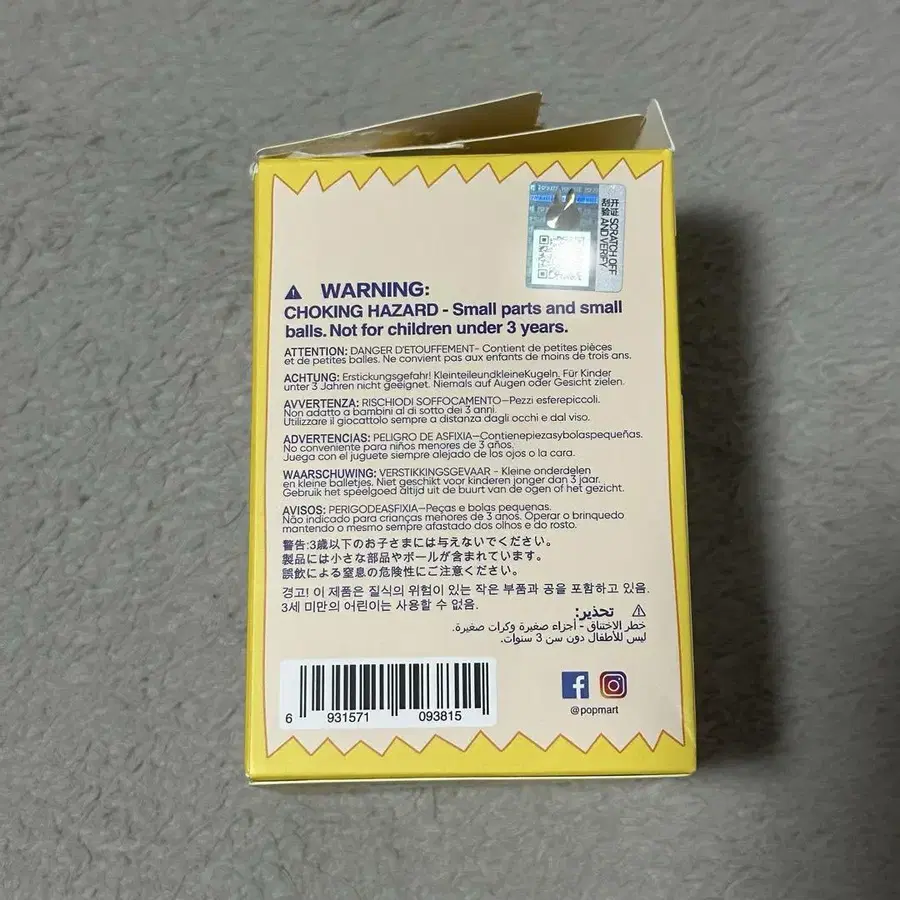 开证 SCRATCH OFF
刮验 AND VERIFY
WARNING:
CHOKING HAZARD - Small parts and small
balls. Not for children under 3 years.
ATTENTION: DANGER D'ETOUFFEMENT- Contient de petites pièces
et de petites balles. Ne convient pas aux enfants de moins de trois ans.
ACHTUNG: Erstickungsgefahr! KleinteileundkleineKugeln. Für Kinder
unter 3 Jahren nicht geeignet. Niemals auf Augen oder Gesicht zielen.
AVVERTENZA: RISCHIODI SOFFOCAMENTO—Pezzi esferepiccoli.
Non adatto a bambini al di sotto dei 3 anni.
Utilizzare il giocattolo sempre a distanza dagli occhi e dal viso.
ADVERTENCIAS: PELIGRO DE ASFIXIA—Contienepiezasybolaspequeñas.
No conveniente para niños menores de 3 años.
Juega con el juguete siempre alejado de los ojos o la cara.
WAARSCHUWING: VERSTIKKINGSGEVAAR - Kleine onderdelen
en kleine balletjes. Niet geschikt voor kinderen jonger dan 3 jaar.
Gebruik het speelgoed altijd uit de buurt van de ogen of het gezicht.
AVISOS: PERIGODEASFIXIA—Peças e bolas pequenas.
Não indicado para crianças menores de 3 anos. Operar o brinquedo
mantendo o mesmo sempre afastado dos olhos e do rosto.
警告:3歳以下のお子さまには与えないでください。
製品には小さな部品やボールが含まれています。
誤飲による窒息の危険性にご注意ください。
경고! 이 제품은 질식의 위험이 있는 작은 부품과 공을 포함하고 있음.
3세 미만의 어린이는 사용할 수 없음.
تحذير:
خطر الاختناق - أجزاء صغيرة وكرات صغيرة.
ليس للأطفال دون سن 3 سنوات.
6 931571 093815
@popmart